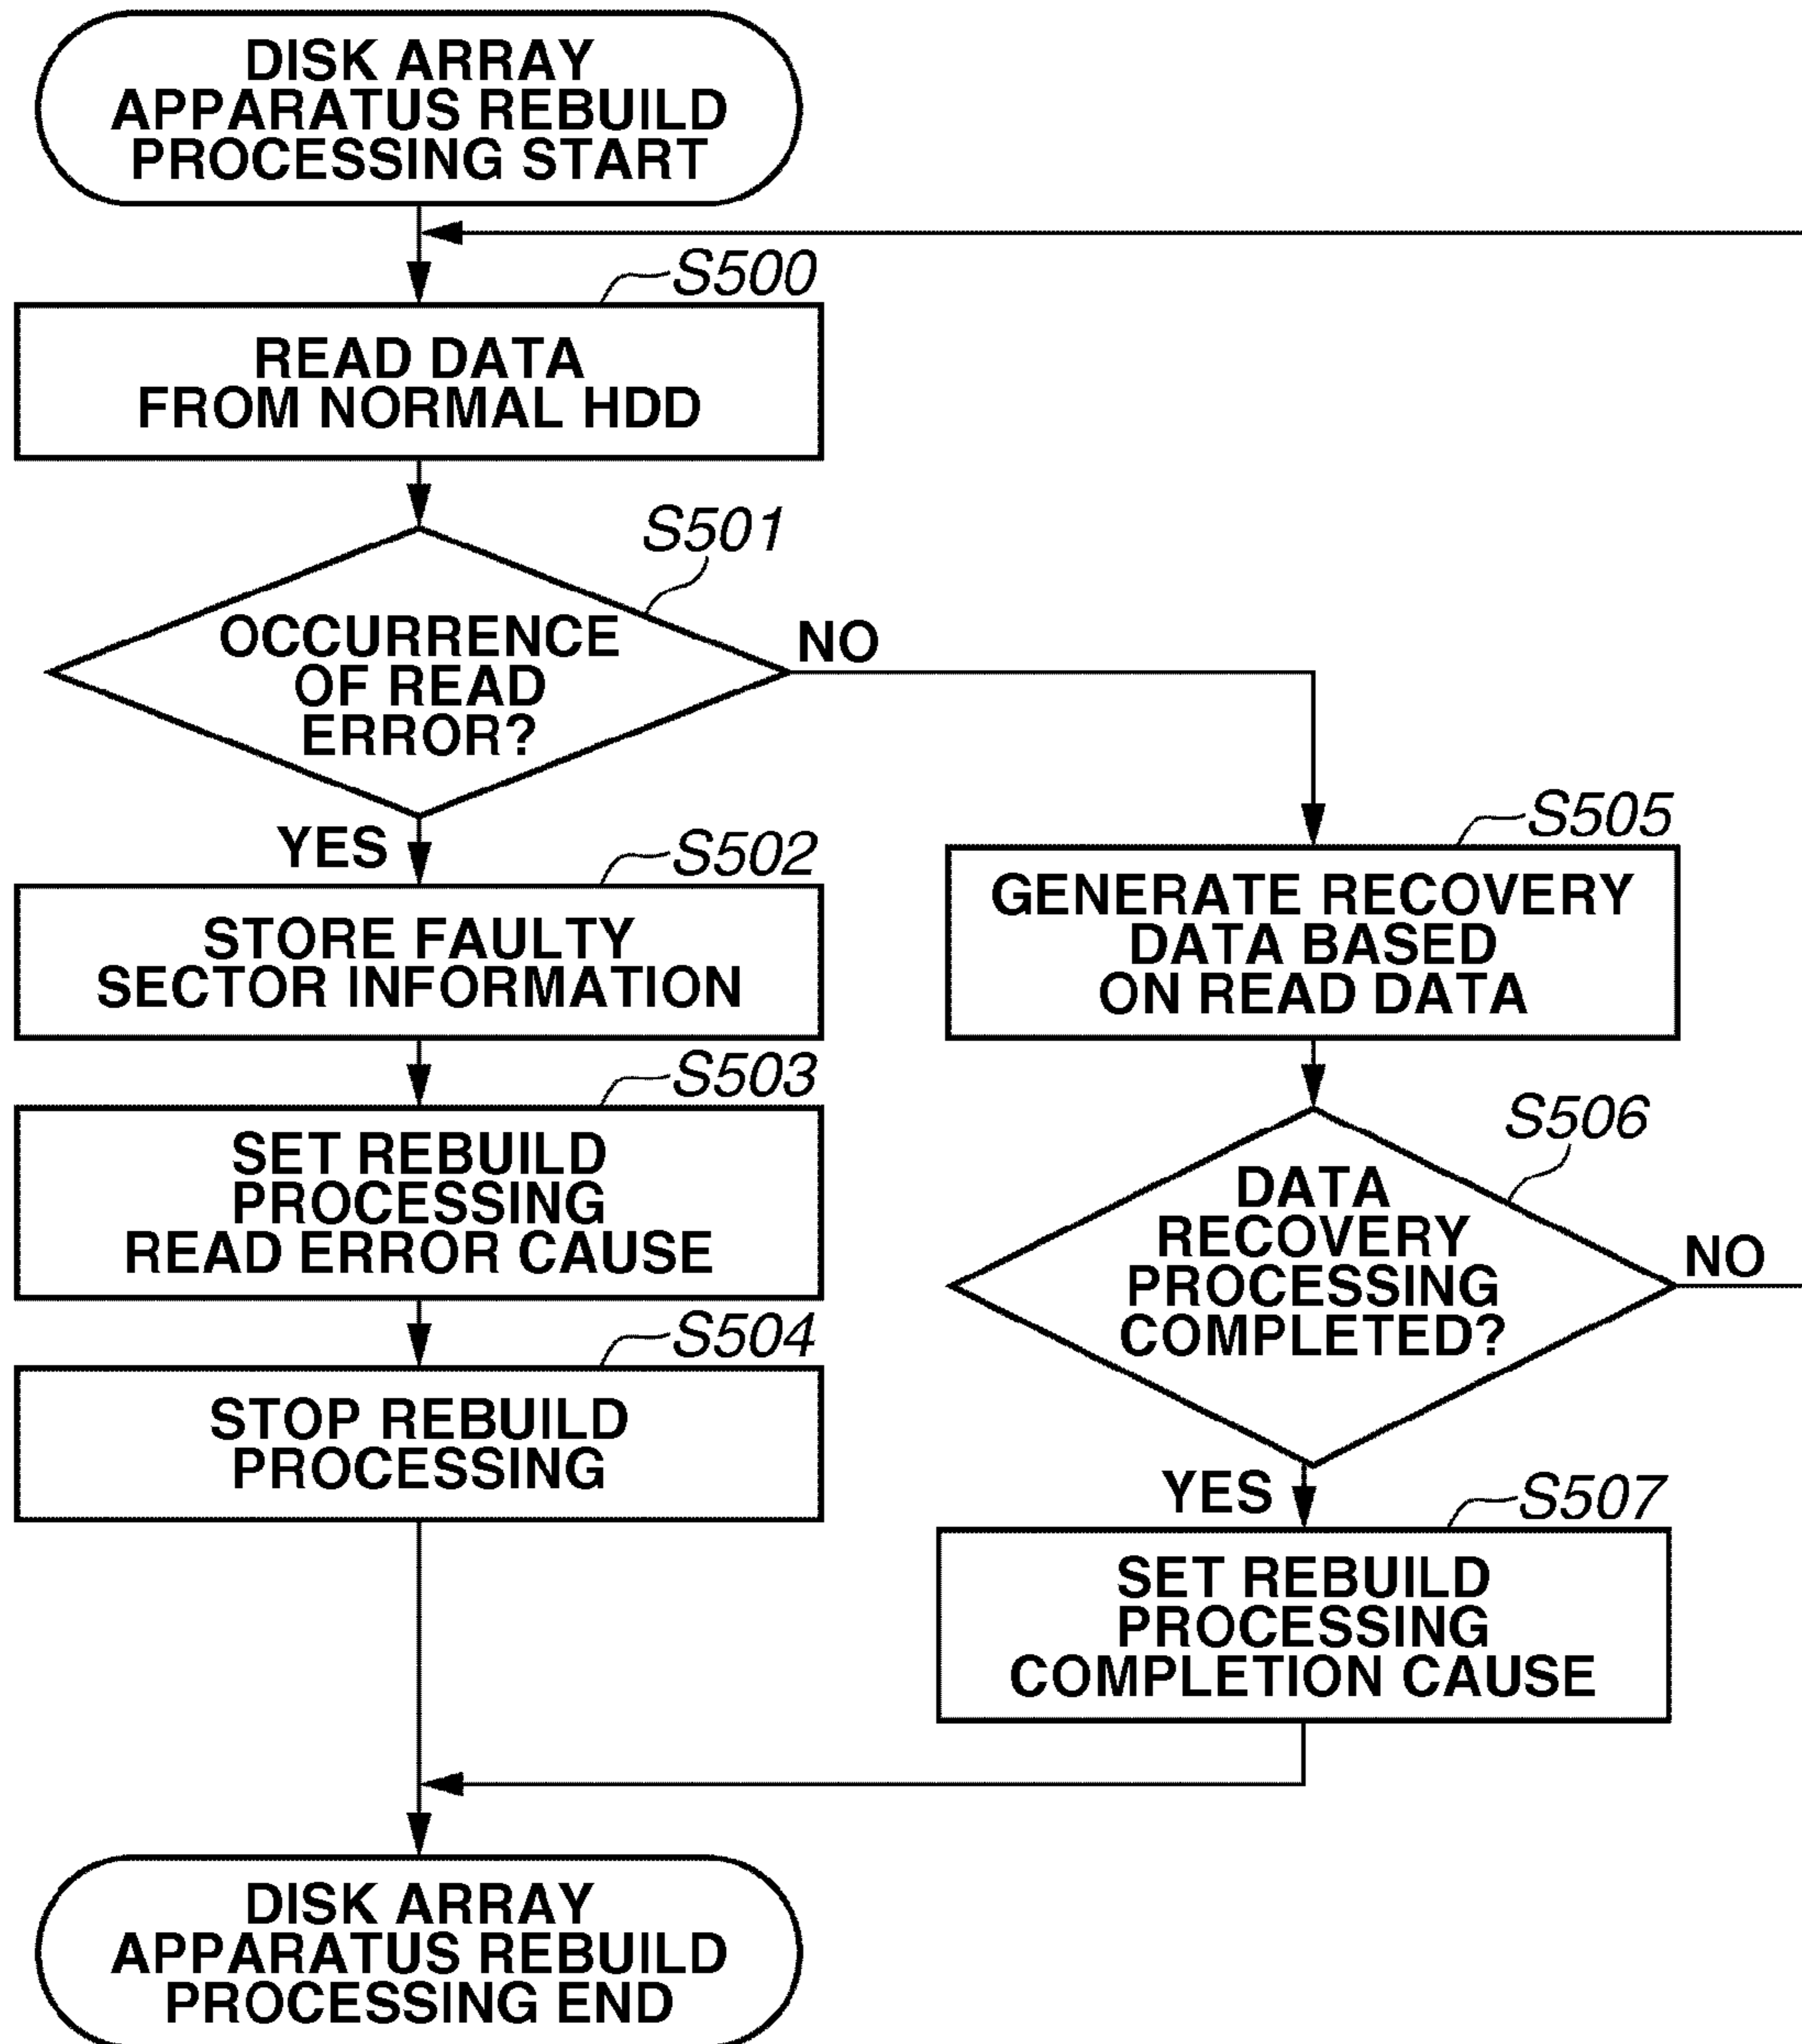 DISK ARRAY
APPARATUS REBUILD
PROCESSING START
S500
READ DATA
FROM NORMAL HDD
S501
OCCURRENCE
OF READ
ERROR?
NO
YES
S502
STORE FAULTY
SECTOR INFORMATION
S503
SET REBUILD
PROCESSING
READ ERROR CAUSE
S504
STOP REBUILD
PROCESSING
S505
GENERATE RECOVERY
DATA BASED
ON READ DATA
S506
DATA
RECOVERY
PROCESSING
COMPLETED?
NO
YES
S507
SET REBUILD
PROCESSING
COMPLETION CAUSE
DISK ARRAY
APPARATUS REBUILD
PROCESSING END